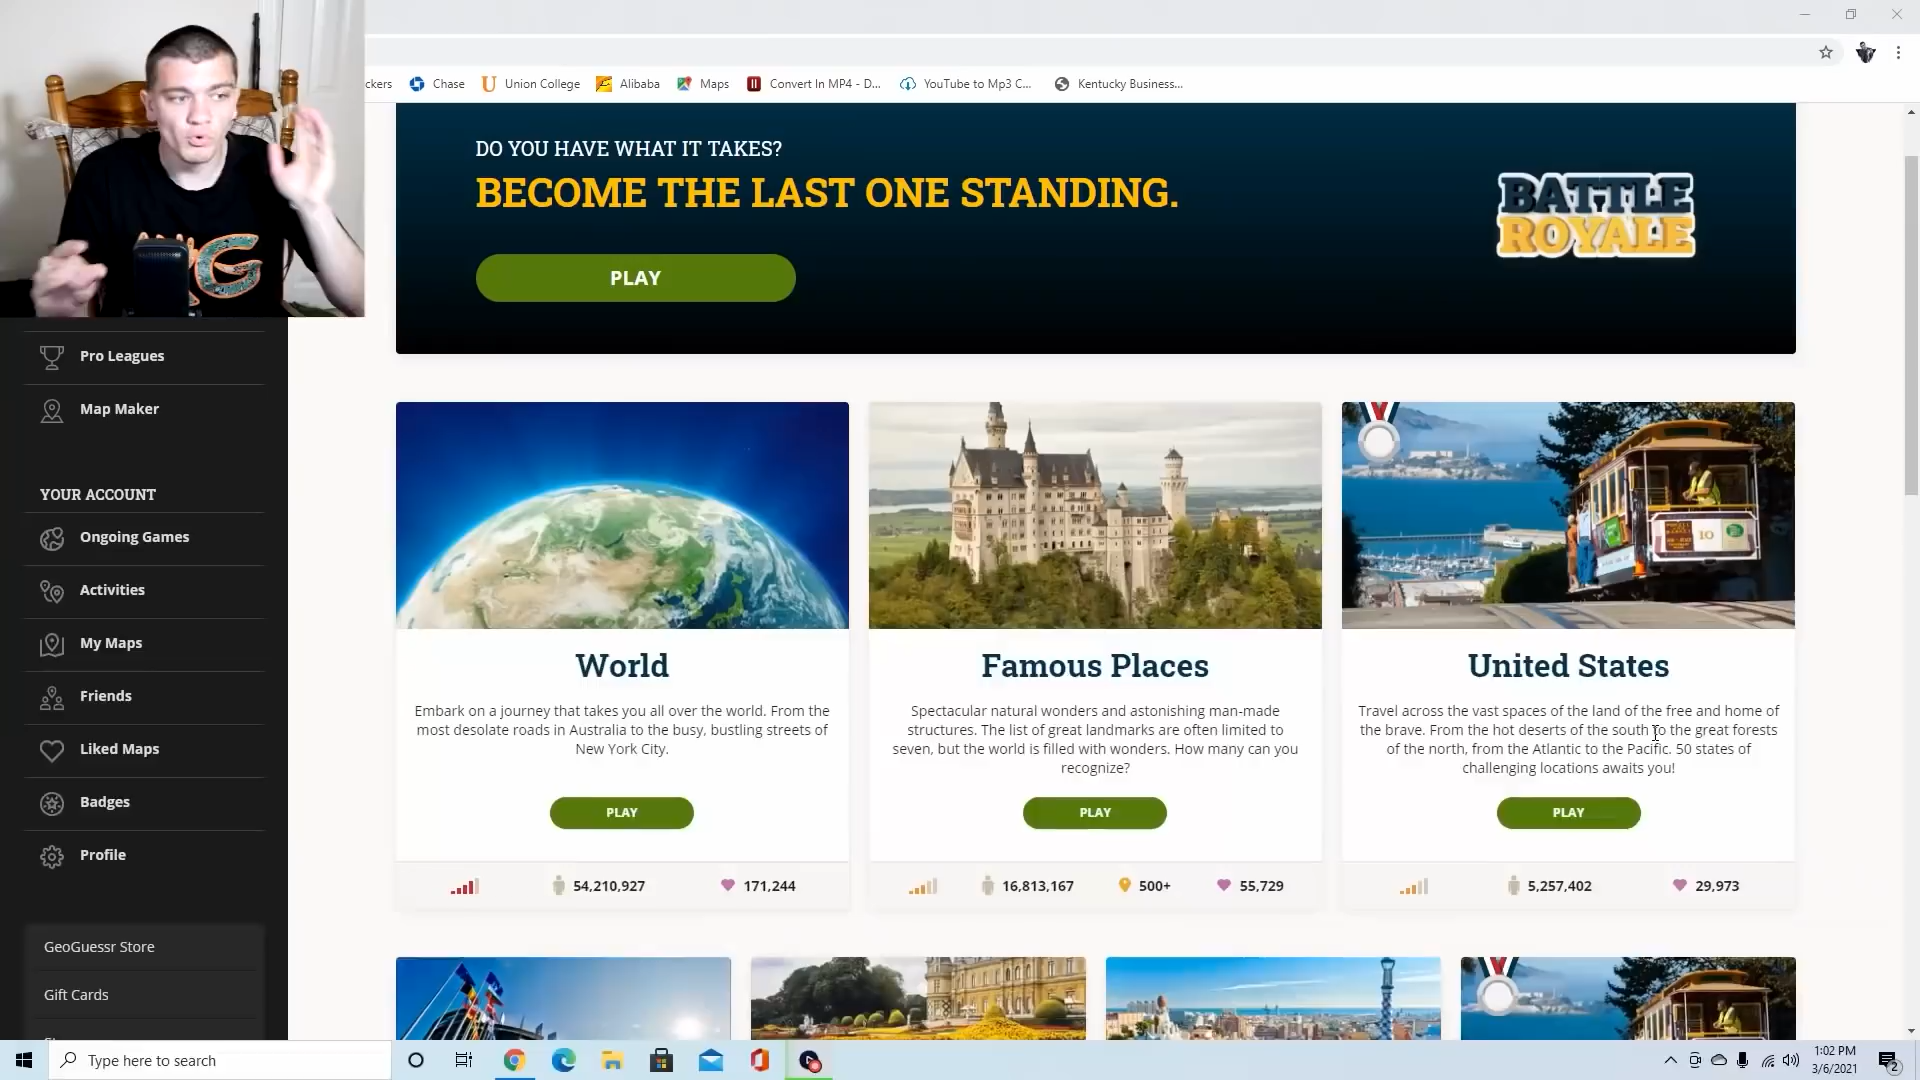 ckers
Chase
Union College
Alibaba
Maps
Convert In MP4 - D...
YouTube to Mp3 C...
Kentucky Business...
DO YOU HAVE WHAT IT TAKES?
BECOME THE LAST ONE STANDING.
PLAY
BATTLE
ROYALE
G
Pro Leagues
Map Maker
YOUR ACCOUNT
Ongoing Games
Activities
My Maps
Friends
Liked Maps
Badges
Profile
GeoGuessr Store
Gift Cards
World
Embark on a journey that takes you all over the world. From the
most desolate roads in Australia to the busy, bustling streets of
New York City.
PLAY
54,210,927
171,244
Famous Places
Spectacular natural wonders and astonishing man-made
structures. The list of great landmarks are often limited to
seven, but the world is filled with wonders. How many can you
recognize?
PLAY
16,813,167
500+
55,729
10
United States
Travel across the vast spaces of the land of the free and home of
the brave. From the hot deserts of the south to the great forests
of the north, from the Atlantic to the Pacific. 50 states of
challenging locations awaits you!
PLAY
5,257,402
29,973
Type here to search
1:02 PM
3/6/2021
2